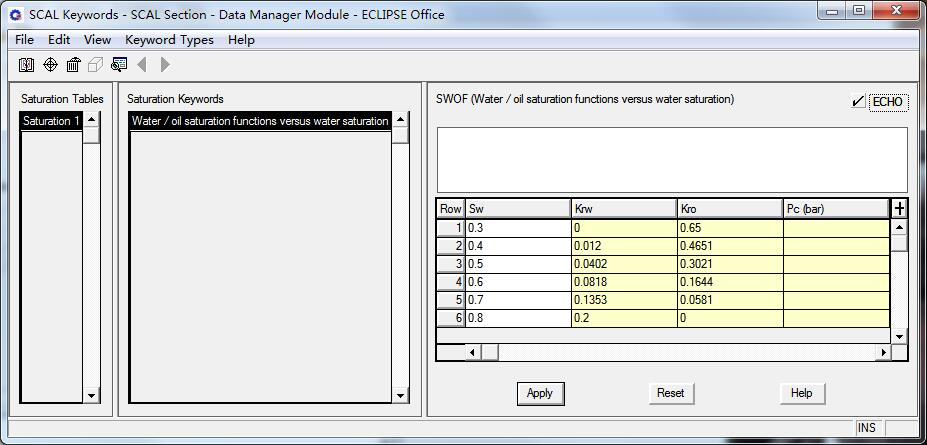 SCAL Keywords - SCAL Section - Data Manager Module - ECLIPSE Office
File Edit View Keyword Types Help
Saturation Tables
Saturation 1
Saturation Keywords
Water / oil saturation functions versus water saturation
SWOF (Water / oil saturation functions versus water saturation)
ECHO
Row Sw Krw Kro Pc (bar)
1 0.3 0 0.65
2 0.4 0.012 0.4651
3 0.5 0.0402 0.3021
4 0.6 0.0818 0.1644
5 0.7 0.1353 0.0581
6 0.8 0.2 0
Apply Reset Help
INS